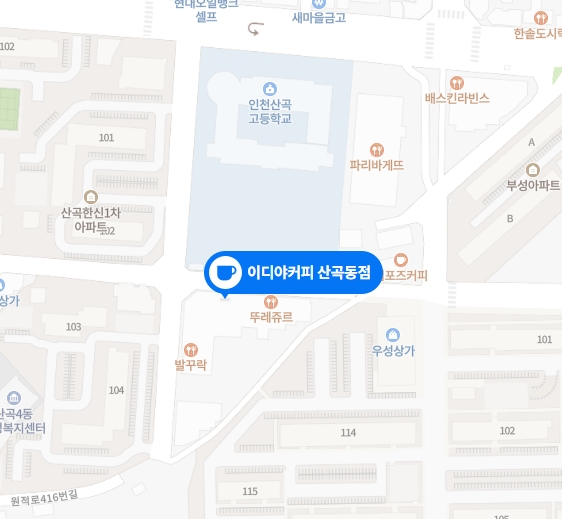 현대오일뱅크
셀프
새마을금고
한솔도시락
102
배스킨라빈스
인천산곡
고등학교
101
파리바게뜨
A
부성아파트
산곡한신1차
아파트
102
B
이디야커피 산곡동점
포즈커피
상가
뚜레쥬르
103
우성상가
101
발꾸락
104
산곡4동
복지센터
114
102
115
원적로416번길